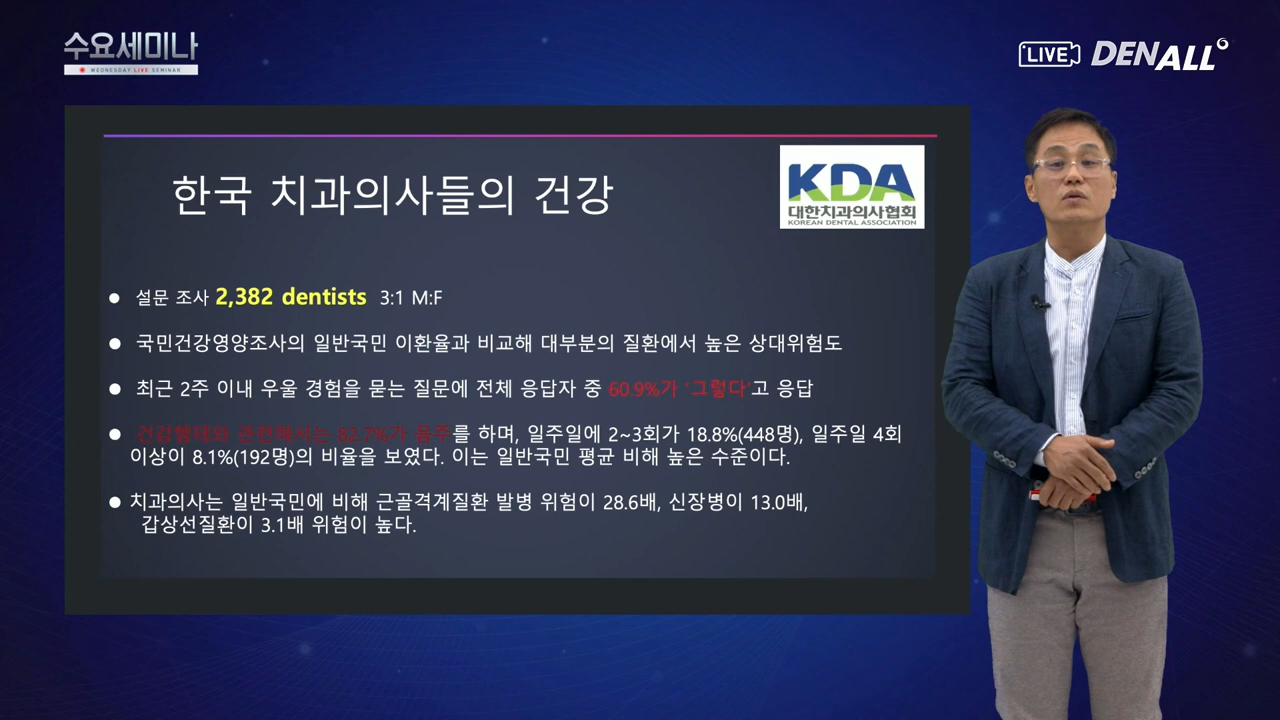 수요세미나
WEDNESDAY LIVE SEMINAR
LIVE DENALL
한국 치과의사들의 건강
KDA
대한치과의사협회
KOREAN DENTAL ASSOCIATION
● 설문 조사 2,382 dentists 3:1 M:F
● 국민건강영양조사의 일반국민 이환율과 비교해 대부분의 질환에서 높은 상대위험도
● 최근 2주 이내 우울 경험을 묻는 질문에 전체 응답자 중 60.9%가 '그렇다'고 응답
● 건강행태와 관련해서는 82.7%가 음주를 하며, 일주일에 2~3회가 18.8%(448명), 일주일 4회
이상이 8.1%(192명)의 비율을 보였다. 이는 일반국민 평균 비해 높은 수준이다.
● 치과의사는 일반국민에 비해 근골격계질환 발병 위험이 28.6배, 신장병이 13.0배,
갑상선질환이 3.1배 위험이 높다.